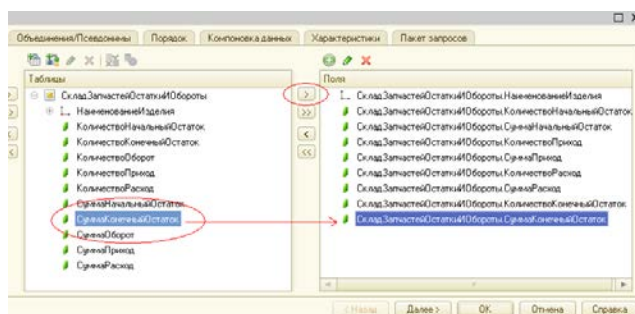 Объединения/Псевдонимы Порядок Компоновка данных Характеристики Пакет запросов
Таблицы
СкладЗапчастейОстаткиИОбороты
НаименованиеИзделия
КоличествоНачальныйОстаток
КоличествоКонечныйОстаток
КоличествоОборот
КоличествоПриход
КоличествоРасход
СуммаНачальныйОстаток
СуммаКонечныйОстаток
СуммаОборот
СуммаПриход
СуммаРасход
>
>>
<
<<
Поля
СкладЗапчастейОстаткиИОбороты.НаименованиеИзделия
СкладЗапчастейОстаткиИОбороты.КоличествоНачальныйОстаток
СкладЗапчастейОстаткиИОбороты.СуммаНачальныйОстаток
СкладЗапчастейОстаткиИОбороты.КоличествоПриход
СкладЗапчастейОстаткиИОбороты.СуммаПриход
СкладЗапчастейОстаткиИОбороты.КоличествоРасход
СкладЗапчастейОстаткиИОбороты.СуммаРасход
СкладЗапчастейОстаткиИОбороты.КоличествоКонечныйОстаток
СкладЗапчастейОстаткиИОбороты.СуммаКонечныйОстаток
< Назад Далее > OK Отмена Справка